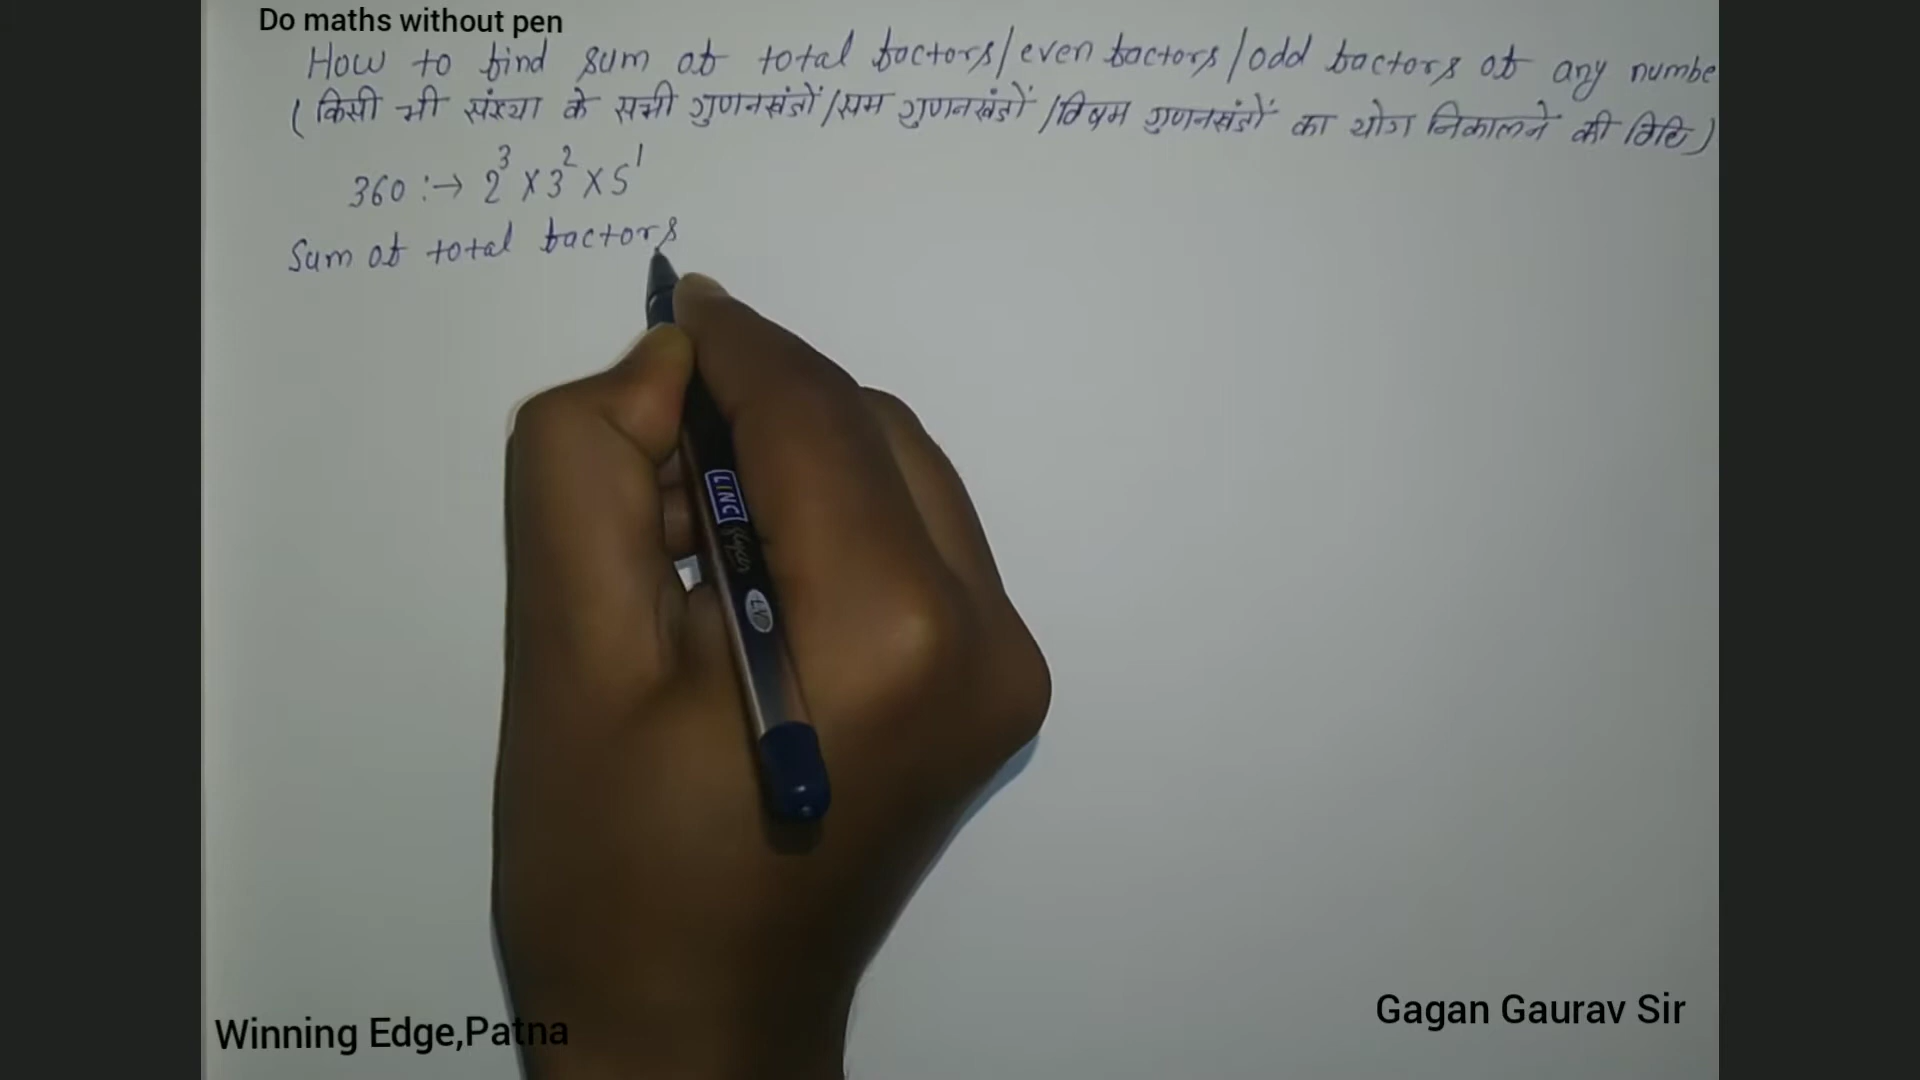 Do maths without pen
How to find sum of total factors/even factors/odd factors of any numbe
(किसी भी संख्या के सभी गुणनखंडों/सम गुणनखंडों/विषम गुणनखंडों का योग निकालने की विधि)
360 :→ 2³ × 3² × 5¹
Sum of total factors
LINC
Winning Edge,Patna
Gagan Gaurav Sir